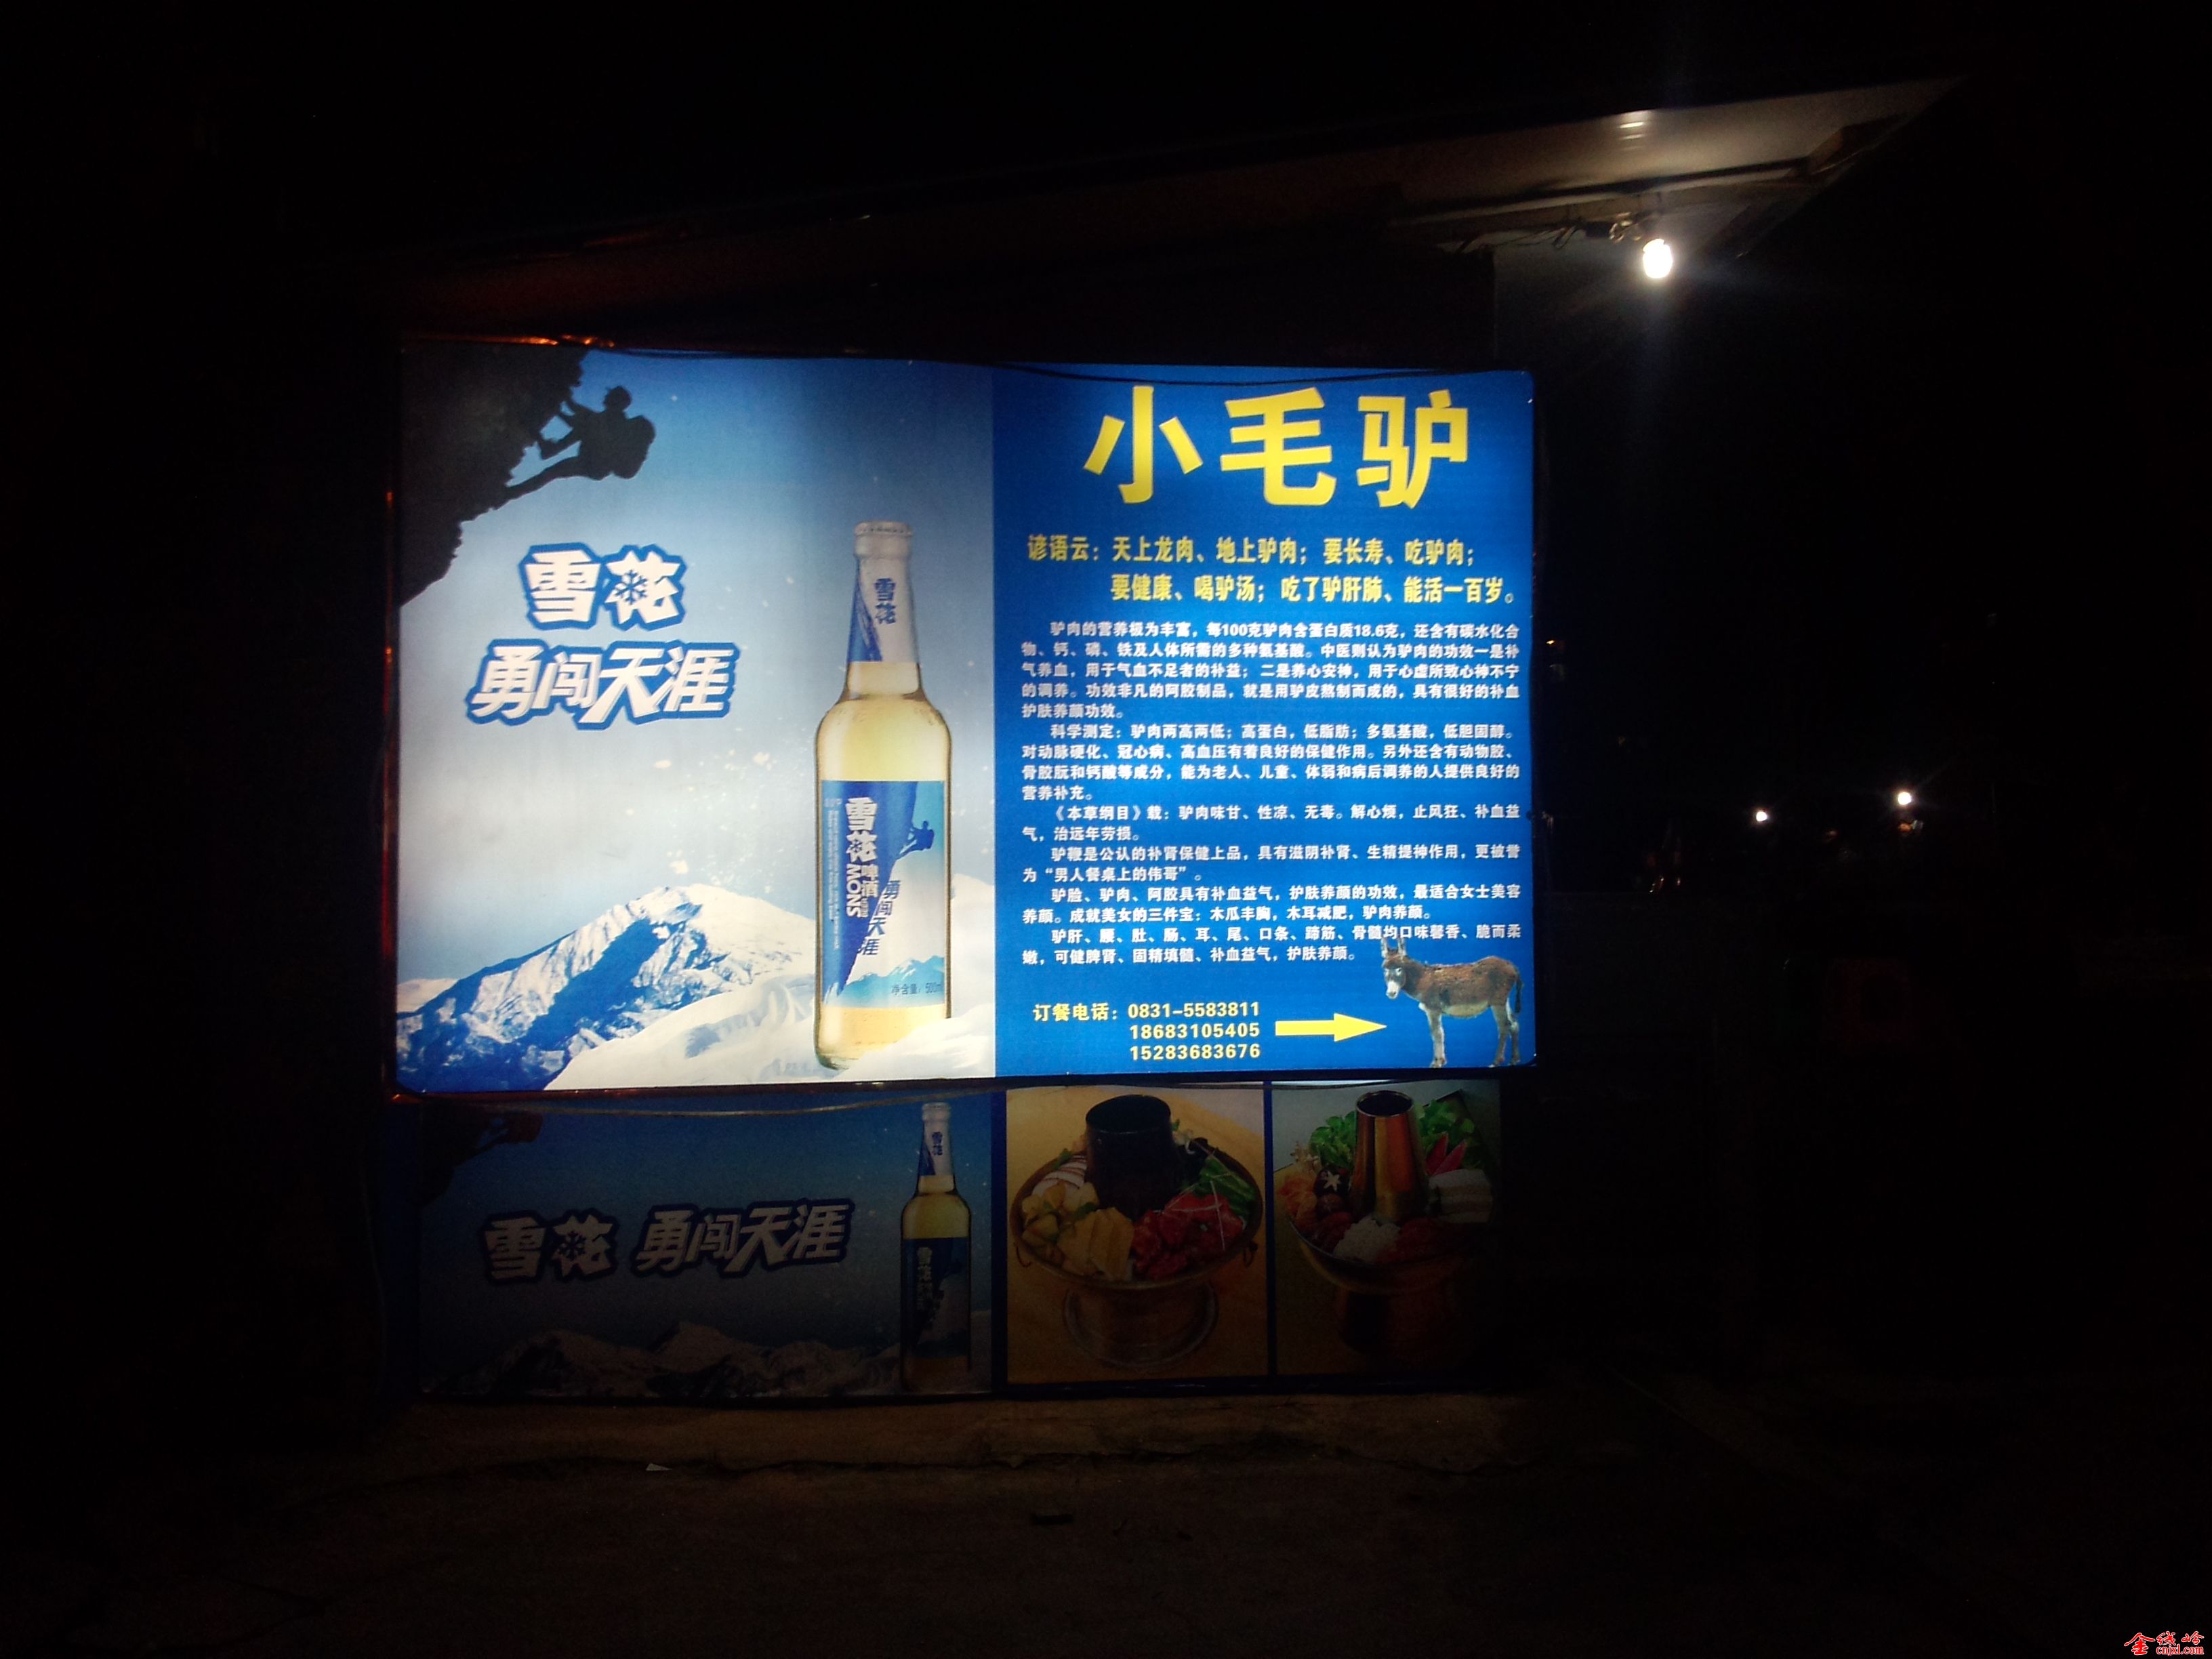 雪花
勇闯天涯
雪花
雪花
啤酒
SNOW
勇闯天涯
净含量/500ml
小毛驴
谚语云：天上龙肉、地上驴肉；要长寿、吃驴肉；
要健康、喝驴汤；吃了驴肝肺、能活一百岁。
驴肉的营养极为丰富，每100克驴肉含蛋白质18.6克，还含有碳水化合
物、钙、磷、铁及人体所需的多种氨基酸。中医则认为驴肉的功效一是补
气养血，用于气血不足者的补益；二是养心安神，用于心虚所致心神不宁
的调养。功效非凡的阿胶制品，就是用驴皮熬制而成的，具有很好的补血
护肤养颜功效。
科学测定：驴肉两高两低；高蛋白，低脂肪；多氨基酸，低胆固醇。
对动脉硬化、冠心病、高血压有着良好的保健作用。另外还含有动物胶、
骨胶朊和钙酸等成分，能为老人、儿童、体弱和病后调养的人提供良好的
营养补充。
《本草纲目》载：驴肉味甘、性凉、无毒。解心烦，止风狂、补血益
气，治远年劳损。
驴鞭是公认的补肾保健上品，具有滋阴补肾、生精提神作用，更被誉
为“男人餐桌上的伟哥”。
驴脸、驴肉、阿胶具有补血益气，护肤养颜的功效，最适合女士美容
养颜。成就美女的三件宝：木瓜丰胸，木耳减肥，驴肉养颜。
驴肝、腰、肚、肠、耳、尾、口条、蹄筋、骨髓均口味馨香、脆而柔
嫩，可健脾肾、固精填髓、补血益气，护肤养颜。
订餐电话：0831-5583811
18683105405
15283683676
雪花 勇闯天涯
雪花
金线岭
cnjxl.com